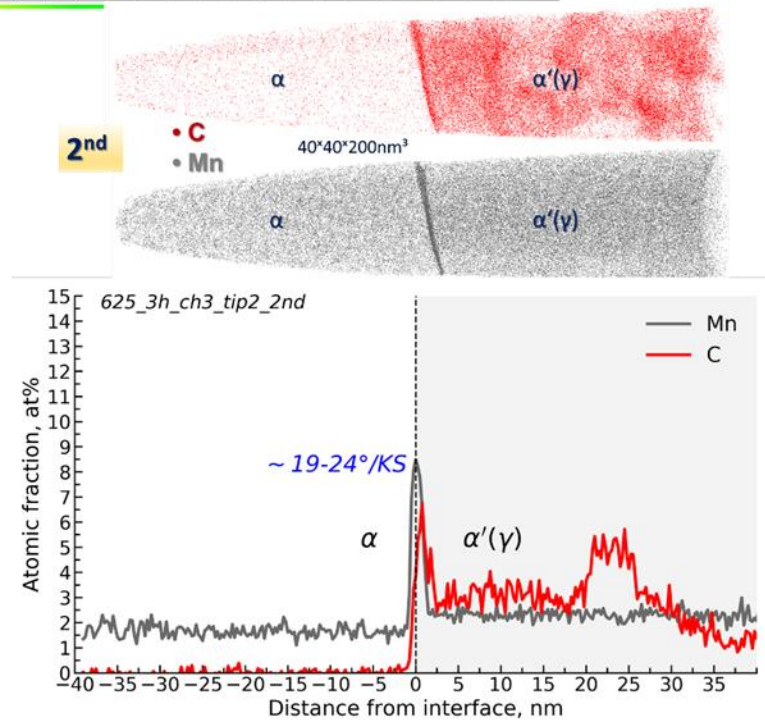 α
α'(γ)
2nd
• C
• Mn
40×40×200nm³
α
α'(γ)
625_3h_ch3_tip2_2nd
Mn
C
~ 19-24°/KS
α
α'(γ)
Atomic fraction, at%
15
14
13
12
11
10
9
8
7
6
5
4
3
2
1
0
−40 −35 −30 −25 −20 −15 −10 −5 0 5 10 15 20 25 30 35
Distance from interface, nm